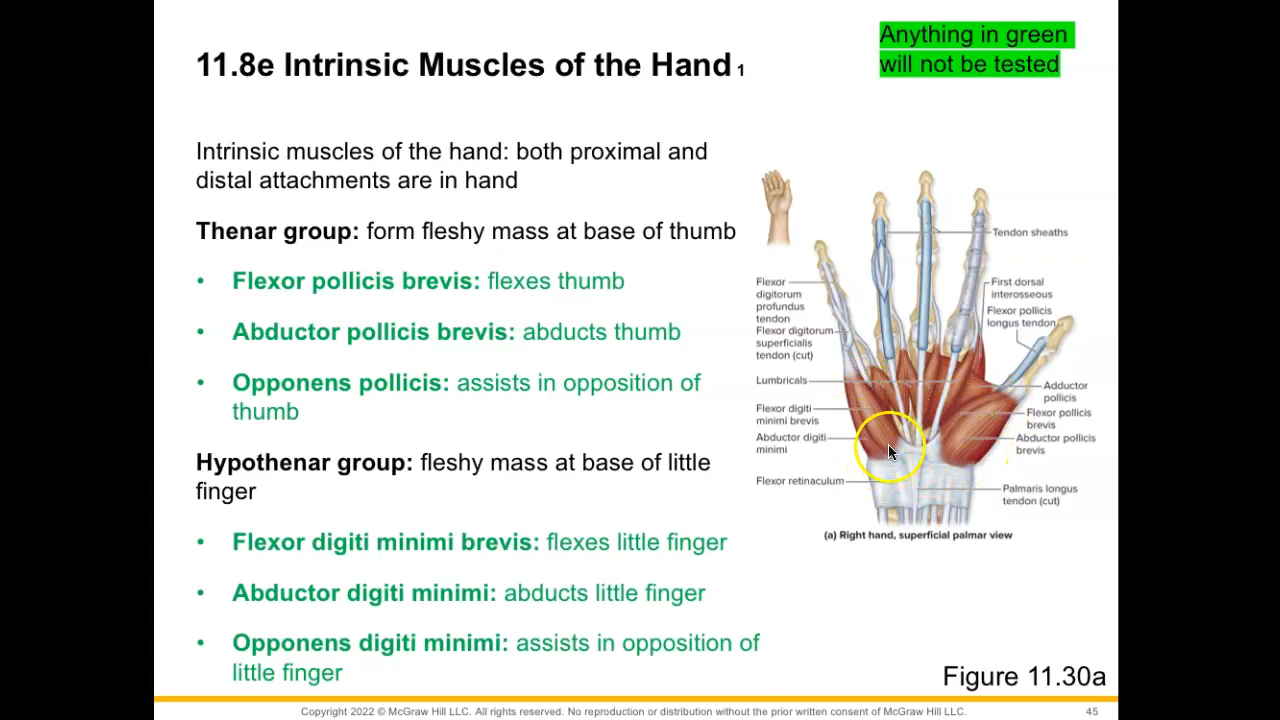 11.8e Intrinsic Muscles of the Hand 1
Anything in green
will not be tested
Intrinsic muscles of the hand: both proximal and
distal attachments are in hand
Thenar group: form fleshy mass at base of thumb
• Flexor pollicis brevis: flexes thumb
• Abductor pollicis brevis: abducts thumb
• Opponens pollicis: assists in opposition of
thumb
Hypothenar group: fleshy mass at base of little
finger
• Flexor digiti minimi brevis: flexes little finger
• Abductor digiti minimi: abducts little finger
• Opponens digiti minimi: assists in opposition of
little finger
Flexor
digitorum
profundus
tendon
Flexor digitorum
superficialis
tendon (cut)
Lumbricals
Flexor digiti
minimi brevis
Abductor digiti
minimi
Flexor retinaculum
Tendon sheaths
First dorsal
interosseous
Flexor pollicis
longus tendon
Adductor
pollicis
Flexor pollicis
brevis
Abductor pollicis
brevis
Palmaris longus
tendon (cut)
(a) Right hand, superficial palmar view
Figure 11.30a
Copyright 2022 © McGraw Hill LLC. All rights reserved. No reproduction or distribution without the prior written consent of McGraw Hill LLC.
45